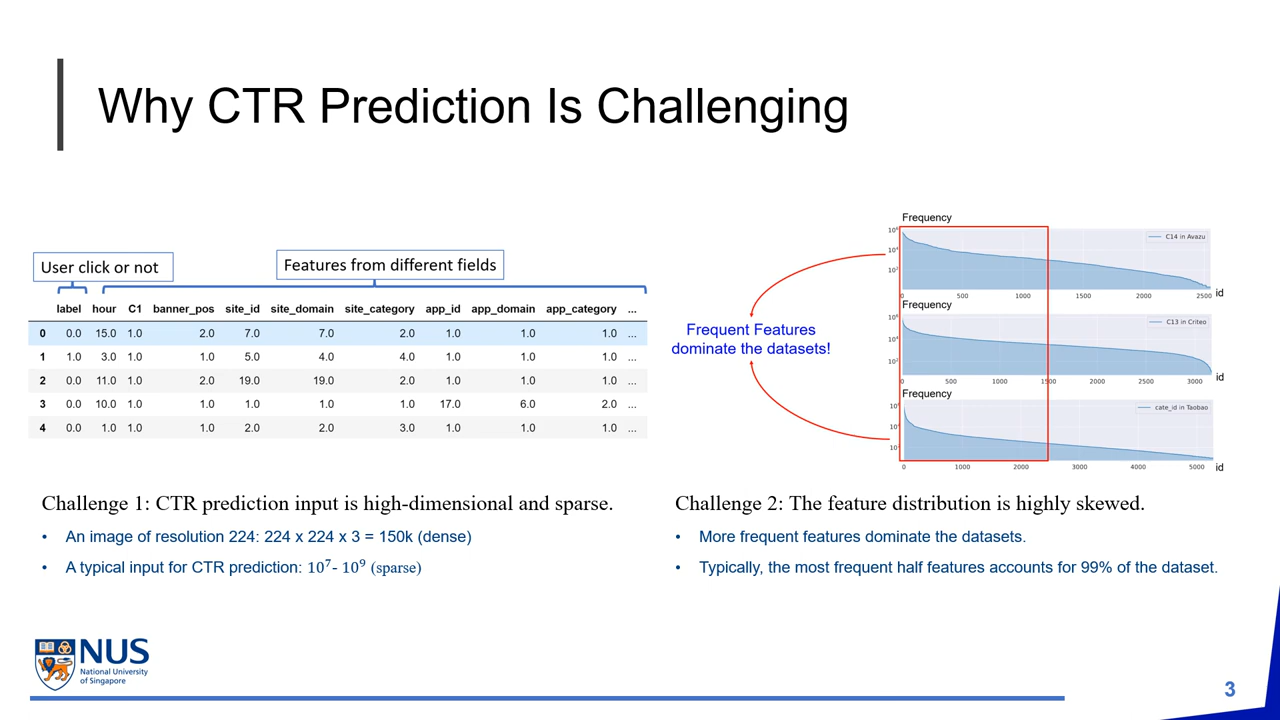 Why CTR Prediction Is Challenging
User click or not
Features from different fields
label hour C1 banner_pos site_id site_domain site_category app_id app_domain app_category ...
0 0.0 15.0 1.0 2.0 7.0 7.0 2.0 1.0 1.0 1.0 ...
1 1.0 3.0 1.0 1.0 5.0 4.0 4.0 1.0 1.0 1.0 ...
2 0.0 11.0 1.0 2.0 19.0 19.0 2.0 1.0 1.0 1.0 ...
3 0.0 10.0 1.0 1.0 1.0 1.0 1.0 17.0 6.0 2.0 ...
4 0.0 1.0 1.0 1.0 2.0 2.0 3.0 1.0 1.0 1.0 ...
Frequent Features
dominate the datasets!
Frequency
C14 in Avazu
10⁴
10²
0 500 1000 1500 2000 2500
id
Frequency
C13 in Criteo
10⁶
10⁴
10²
0 500 1000 1500 2000 2500 3000
id
Frequency
cate_id in Taobao
0 1000 2000 3000 4000 5000
id
Challenge 1: CTR prediction input is high-dimensional and sparse.
• An image of resolution 224: 224 x 224 x 3 = 150k (dense)
• A typical input for CTR prediction: 10⁷- 10⁹ (sparse)
Challenge 2: The feature distribution is highly skewed.
• More frequent features dominate the datasets.
• Typically, the most frequent half features accounts for 99% of the dataset.
NUS
National University
of Singapore
3